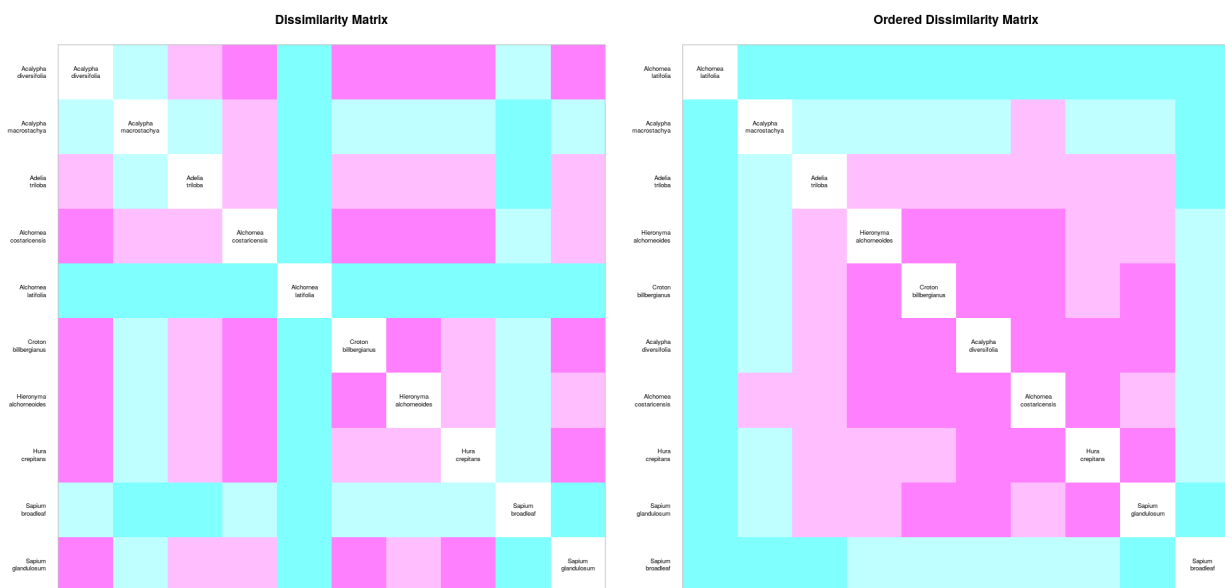 Dissimilarity Matrix
Ordered Dissimilarity Matrix
Acalypha
diversifolia
Acalypha
diversifolia
Acalypha
macrostachya
Acalypha
macrostachya
Adelia
triloba
Adelia
triloba
Alchornea
costaricensis
Alchornea
costaricensis
Alchornea
latifolia
Alchornea
latifolia
Croton
billbergianus
Croton
billbergianus
Hieronyma
alchorneoides
Hieronyma
alchorneoides
Hura
crepitans
Hura
crepitans
Sapium
broadleaf
Sapium
broadleaf
Sapium
glandulosum
Sapium
glandulosum
Alchornea
latifolia
Alchornea
latifolia
Acalypha
macrostachya
Acalypha
macrostachya
Adelia
triloba
Adelia
triloba
Hieronyma
alchorneoides
Hieronyma
alchorneoides
Croton
billbergianus
Croton
billbergianus
Acalypha
diversifolia
Acalypha
diversifolia
Alchornea
costaricensis
Alchornea
costaricensis
Hura
crepitans
Hura
crepitans
Sapium
glandulosum
Sapium
glandulosum
Sapium
broadleaf
Sapium
broadleaf